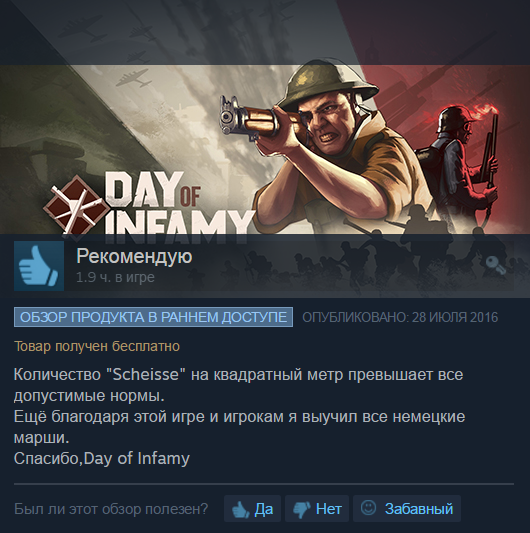 DAY OF
INFAMY
Рекомендую
1.9 ч. в игре
ОБЗОР ПРОДУКТА В РАННЕМ ДОСТУПЕ ОПУБЛИКОВАНО: 28 ИЮЛЯ 2016
Товар получен бесплатно
Количество "Scheisse" на квадратный метр превышает все
допустимые нормы.
Ещё благодаря этой игре и игрокам я выучил все немецкие
марши.
Спасибо,Day of Infamy
Был ли этот обзор полезен? Да Нет Забавный